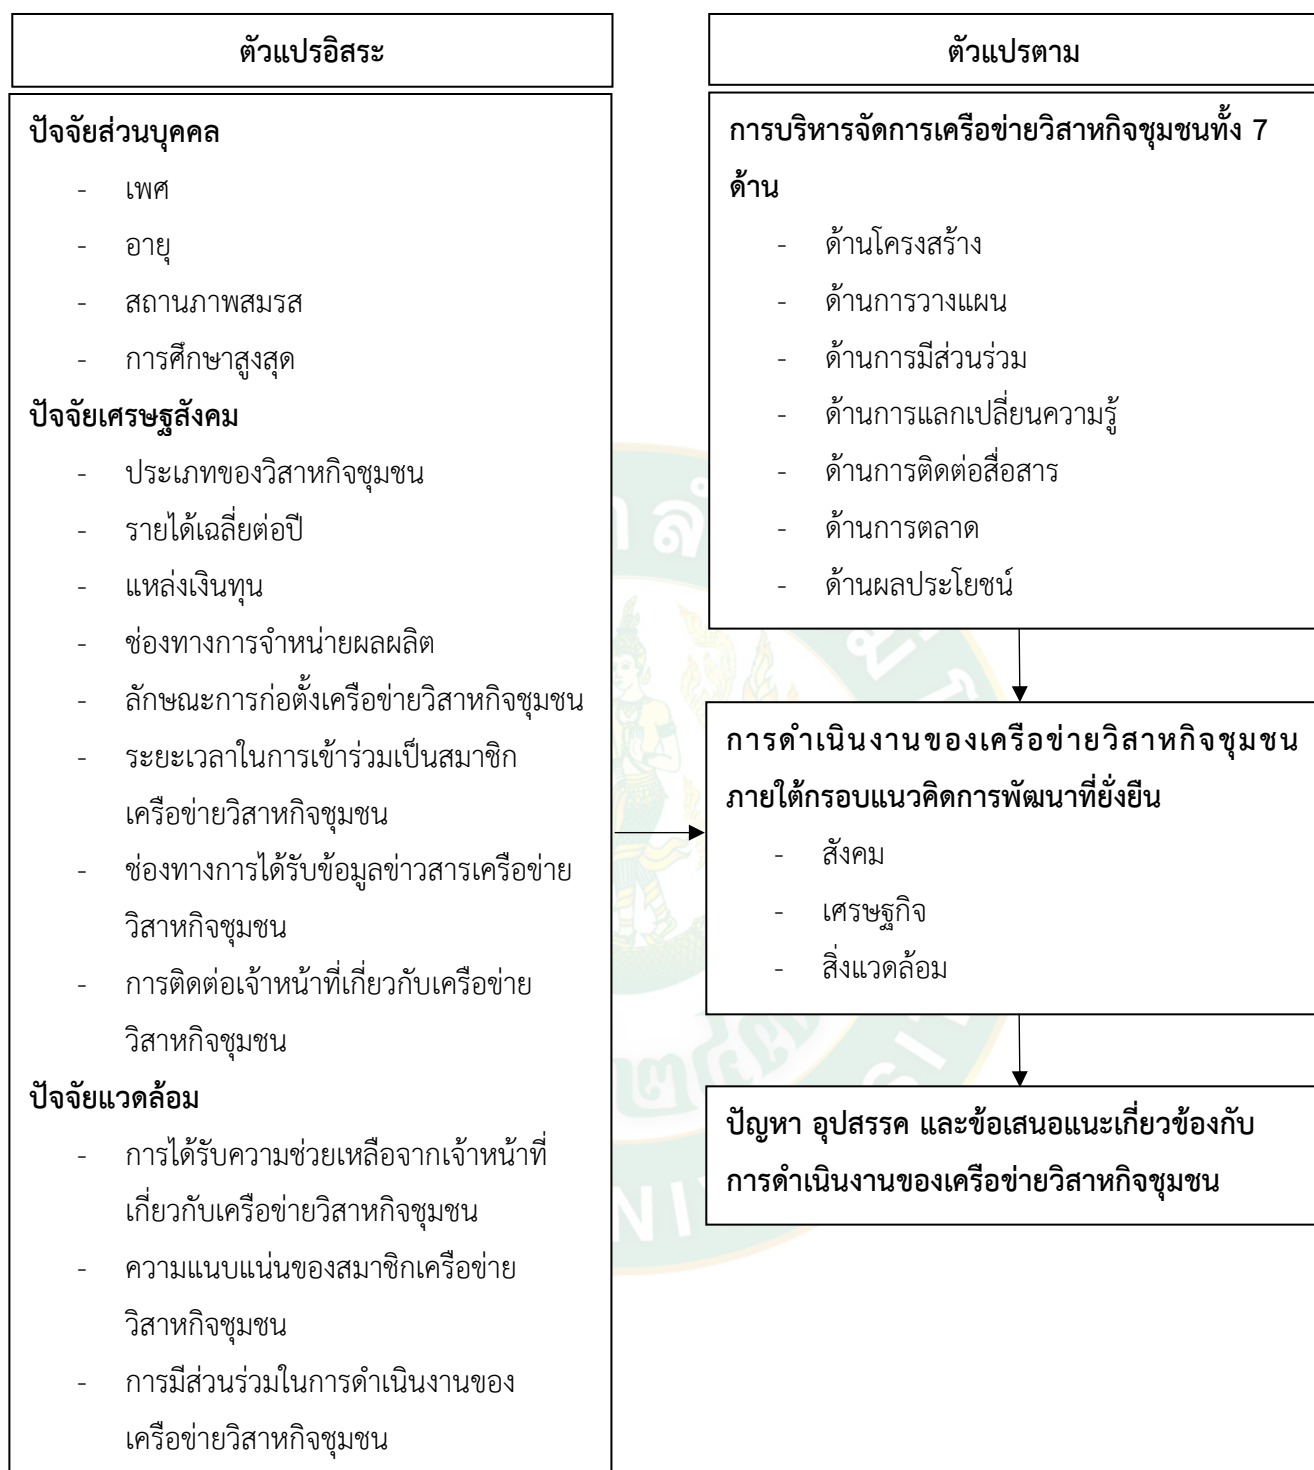 ตัวแปรอิสระ
ปัจจัยส่วนบุคคล
- เพศ
- อายุ
- สถานภาพสมรส
- การศึกษาสูงสุด
ปัจจัยเศรษฐสังคม
- ประเภทของวิสาหกิจชุมชน
- รายได้เฉลี่ยต่อปี
- แหล่งเงินทุน
- ช่องทางการจำหน่ายผลผลิต
- ลักษณะการก่อตั้งเครือข่ายวิสาหกิจชุมชน
- ระยะเวลาในการเข้าร่วมเป็นสมาชิก
เครือข่ายวิสาหกิจชุมชน
- ช่องทางการได้รับข้อมูลข่าวสารเครือข่าย
วิสาหกิจชุมชน
- การติดต่อเจ้าหน้าที่เกี่ยวกับเครือข่าย
วิสาหกิจชุมชน
ปัจจัยแวดล้อม
- การได้รับความช่วยเหลือจากเจ้าหน้าที่
เกี่ยวกับเครือข่ายวิสาหกิจชุมชน
- ความแนบแน่นของสมาชิกเครือข่าย
วิสาหกิจชุมชน
- การมีส่วนร่วมในการดำเนินงานของ
เครือข่ายวิสาหกิจชุมชน
ตัวแปรตาม
การบริหารจัดการเครือข่ายวิสาหกิจชุมชนทั้ง 7
ด้าน
- ด้านโครงสร้าง
- ด้านการวางแผน
- ด้านการมีส่วนร่วม
- ด้านการแลกเปลี่ยนความรู้
- ด้านการติดต่อสื่อสาร
- ด้านการตลาด
- ด้านผลประโยชน์
การดำเนินงานของเครือข่ายวิสาหกิจชุมชน
ภายใต้กรอบแนวคิดการพัฒนาที่ยั่งยืน
- สังคม
- เศรษฐกิจ
- สิ่งแวดล้อม
ปัญหา อุปสรรค และข้อเสนอแนะเกี่ยวข้องกับ
การดำเนินงานของเครือข่ายวิสาหกิจชุมชน